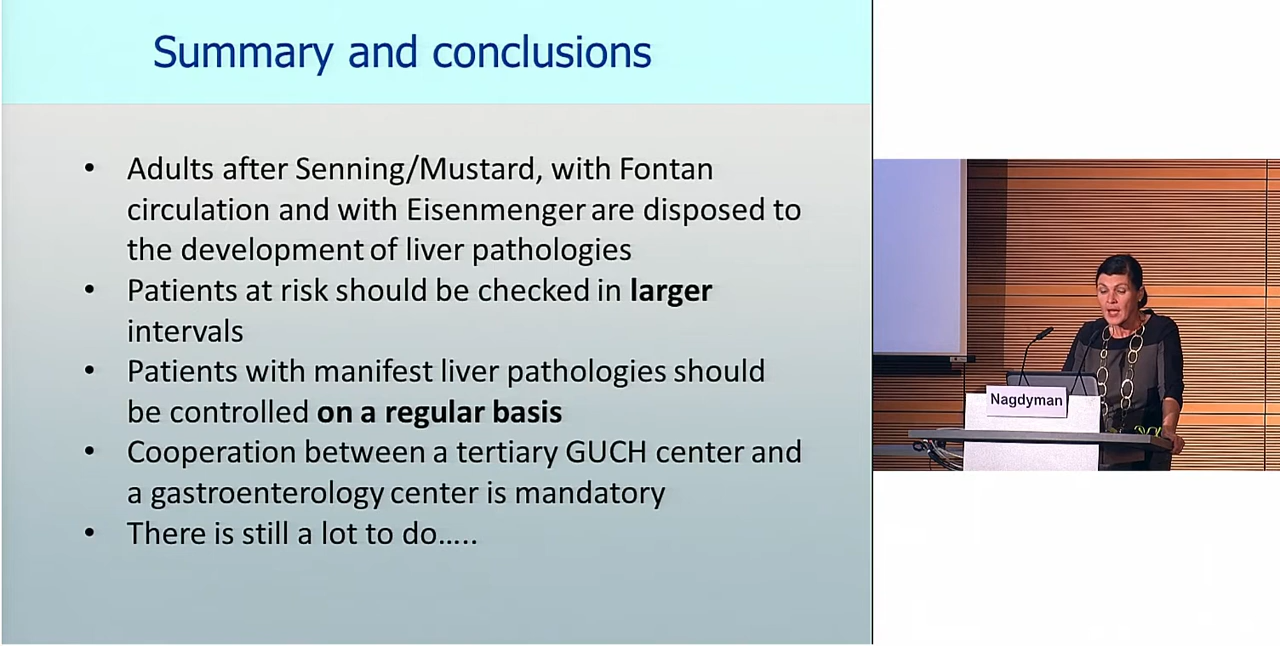 Summary and conclusions
• Adults after Senning/Mustard, with Fontan
circulation and with Eisenmenger are disposed to
the development of liver pathologies
• Patients at risk should be checked in larger
intervals
• Patients with manifest liver pathologies should
be controlled on a regular basis
• Cooperation between a tertiary GUCH center and
a gastroenterology center is mandatory
• There is still a lot to do…..
Nagdyman